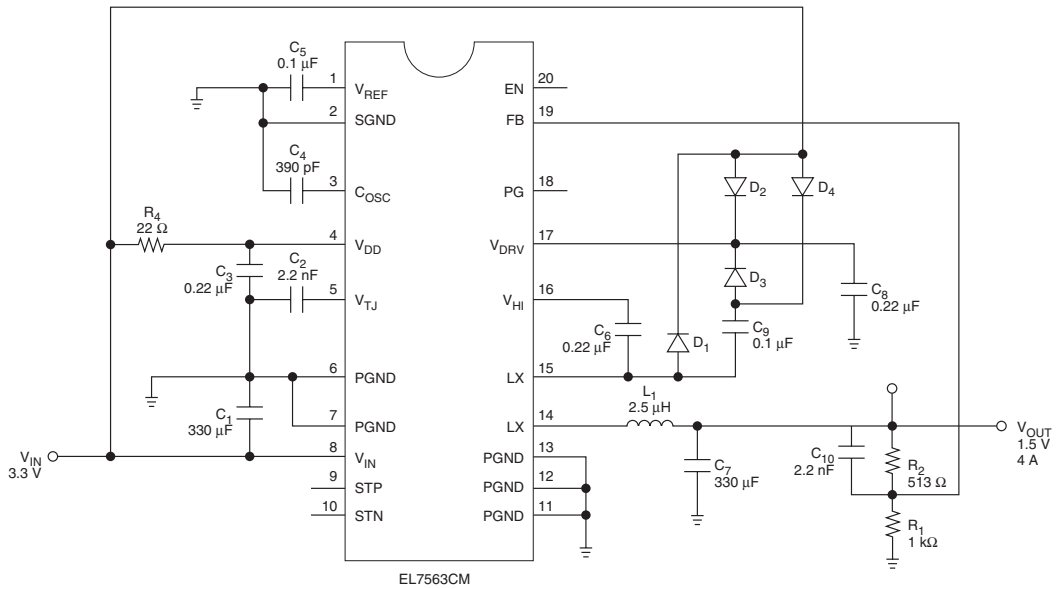 C5
0.1 µF
1
VREF
2
SGND
C4
390 pF
3
COSC
R4
22 Ω
4
VDD
C3
0.22 µF
C2
2.2 nF
5
VTJ
6
PGND
7
PGND
C1
330 µF
VIN
3.3 V
8
VIN
9
STP
10
STN
EL7563CM
EN
20
FB
19
PG
18
VDRV
17
VHI
16
LX
15
LX
14
PGND
13
PGND
12
PGND
11
D2
D4
D3
D1
C6
0.22 µF
C9
0.1 µF
C8
0.22 µF
L1
2.5 µH
C7
330 µF
C10
2.2 nF
R2
513 Ω
R1
1 kΩ
VOUT
1.5 V
4 A